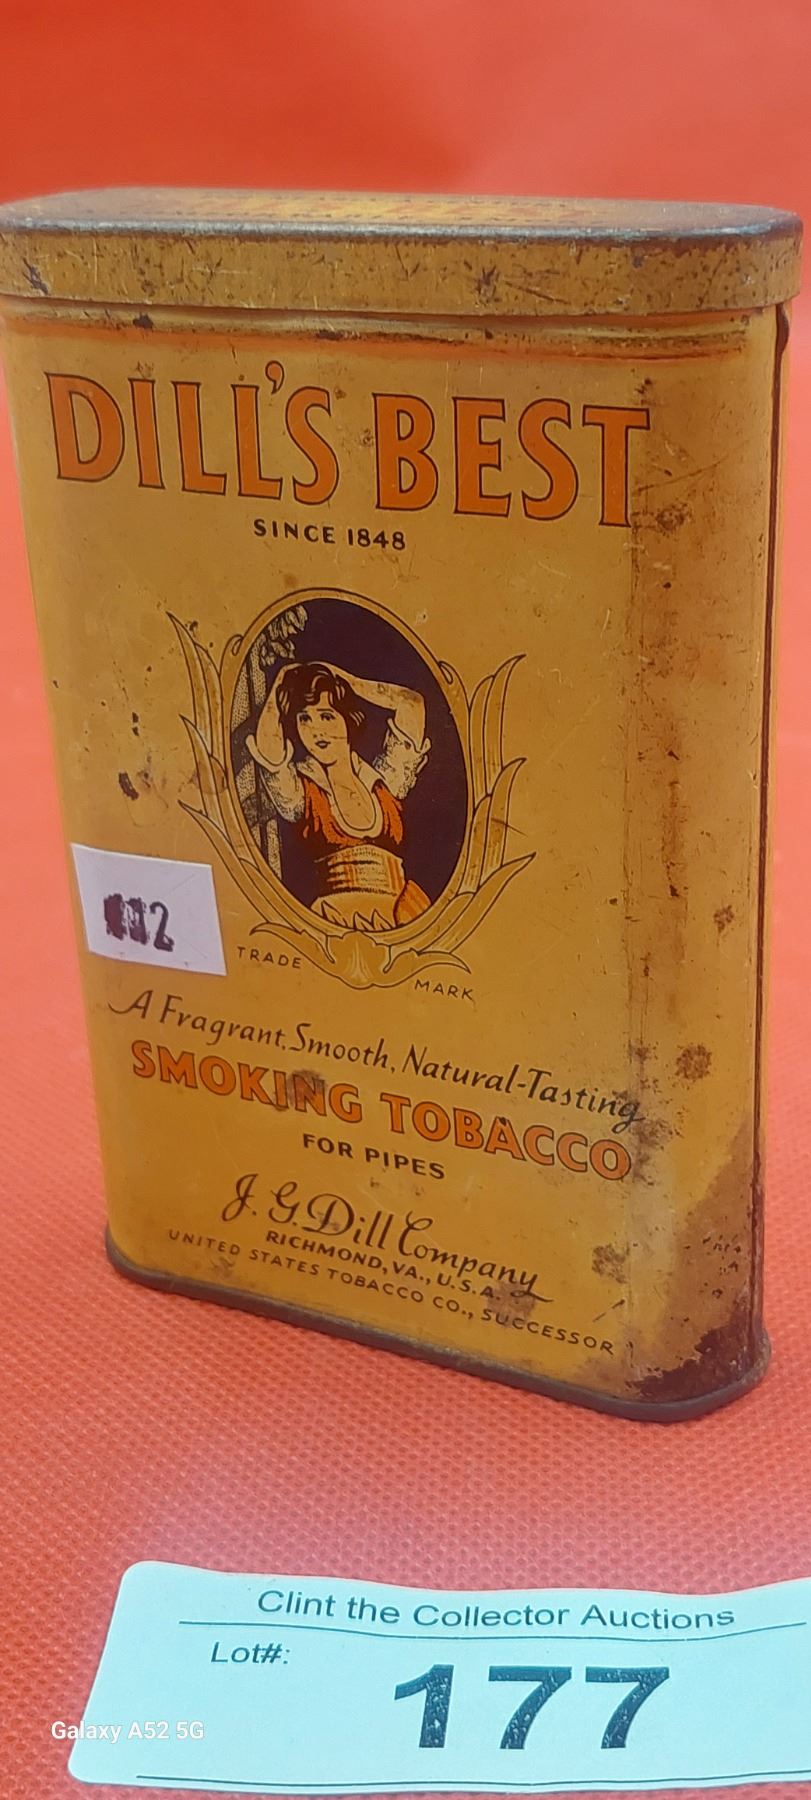 DILL'S BEST
SINCE 1848
TRADE MARK
A Fragrant, Smooth, Natural-Tasting
SMOKING TOBACCO
FOR PIPES
J. G. Dill Company
RICHMOND, VA., U.S.A.
UNITED STATES TOBACCO CO., SUCCESSOR
Clint the Collector Auctions
Lot#:
177
Galaxy A52 5G